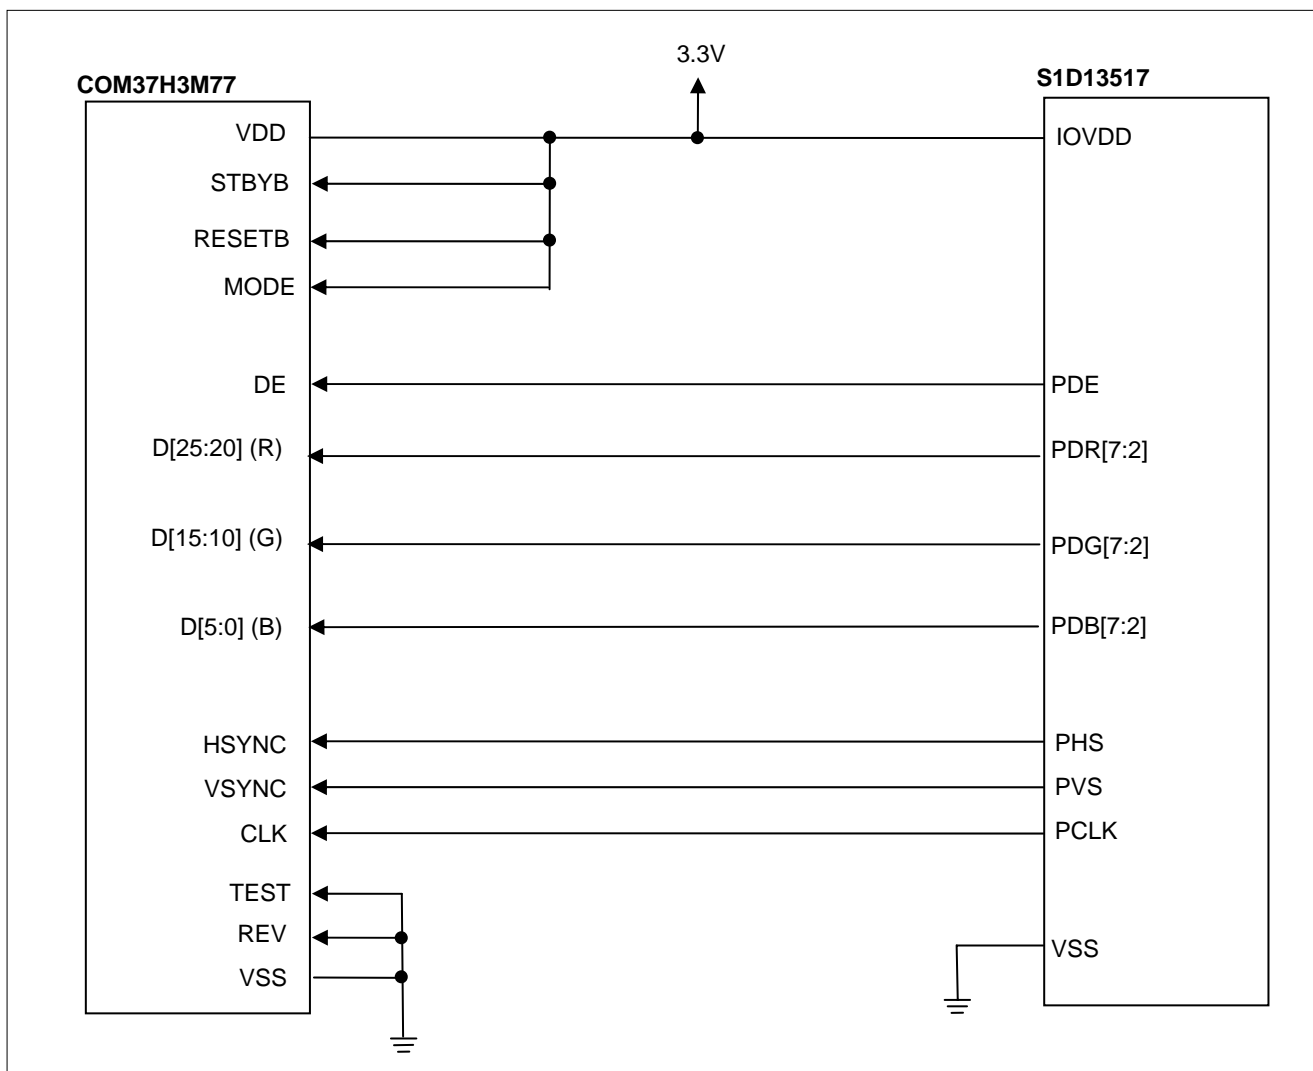 3.3V
COM37H3M77
S1D13517
VDD
IOVDD
STBYB
RESETB
MODE
DE
PDE
D[25:20] (R)
PDR[7:2]
D[15:10] (G)
PDG[7:2]
D[5:0] (B)
PDB[7:2]
HSYNC
PHS
VSYNC
PVS
CLK
PCLK
TEST
REV
VSS
VSS